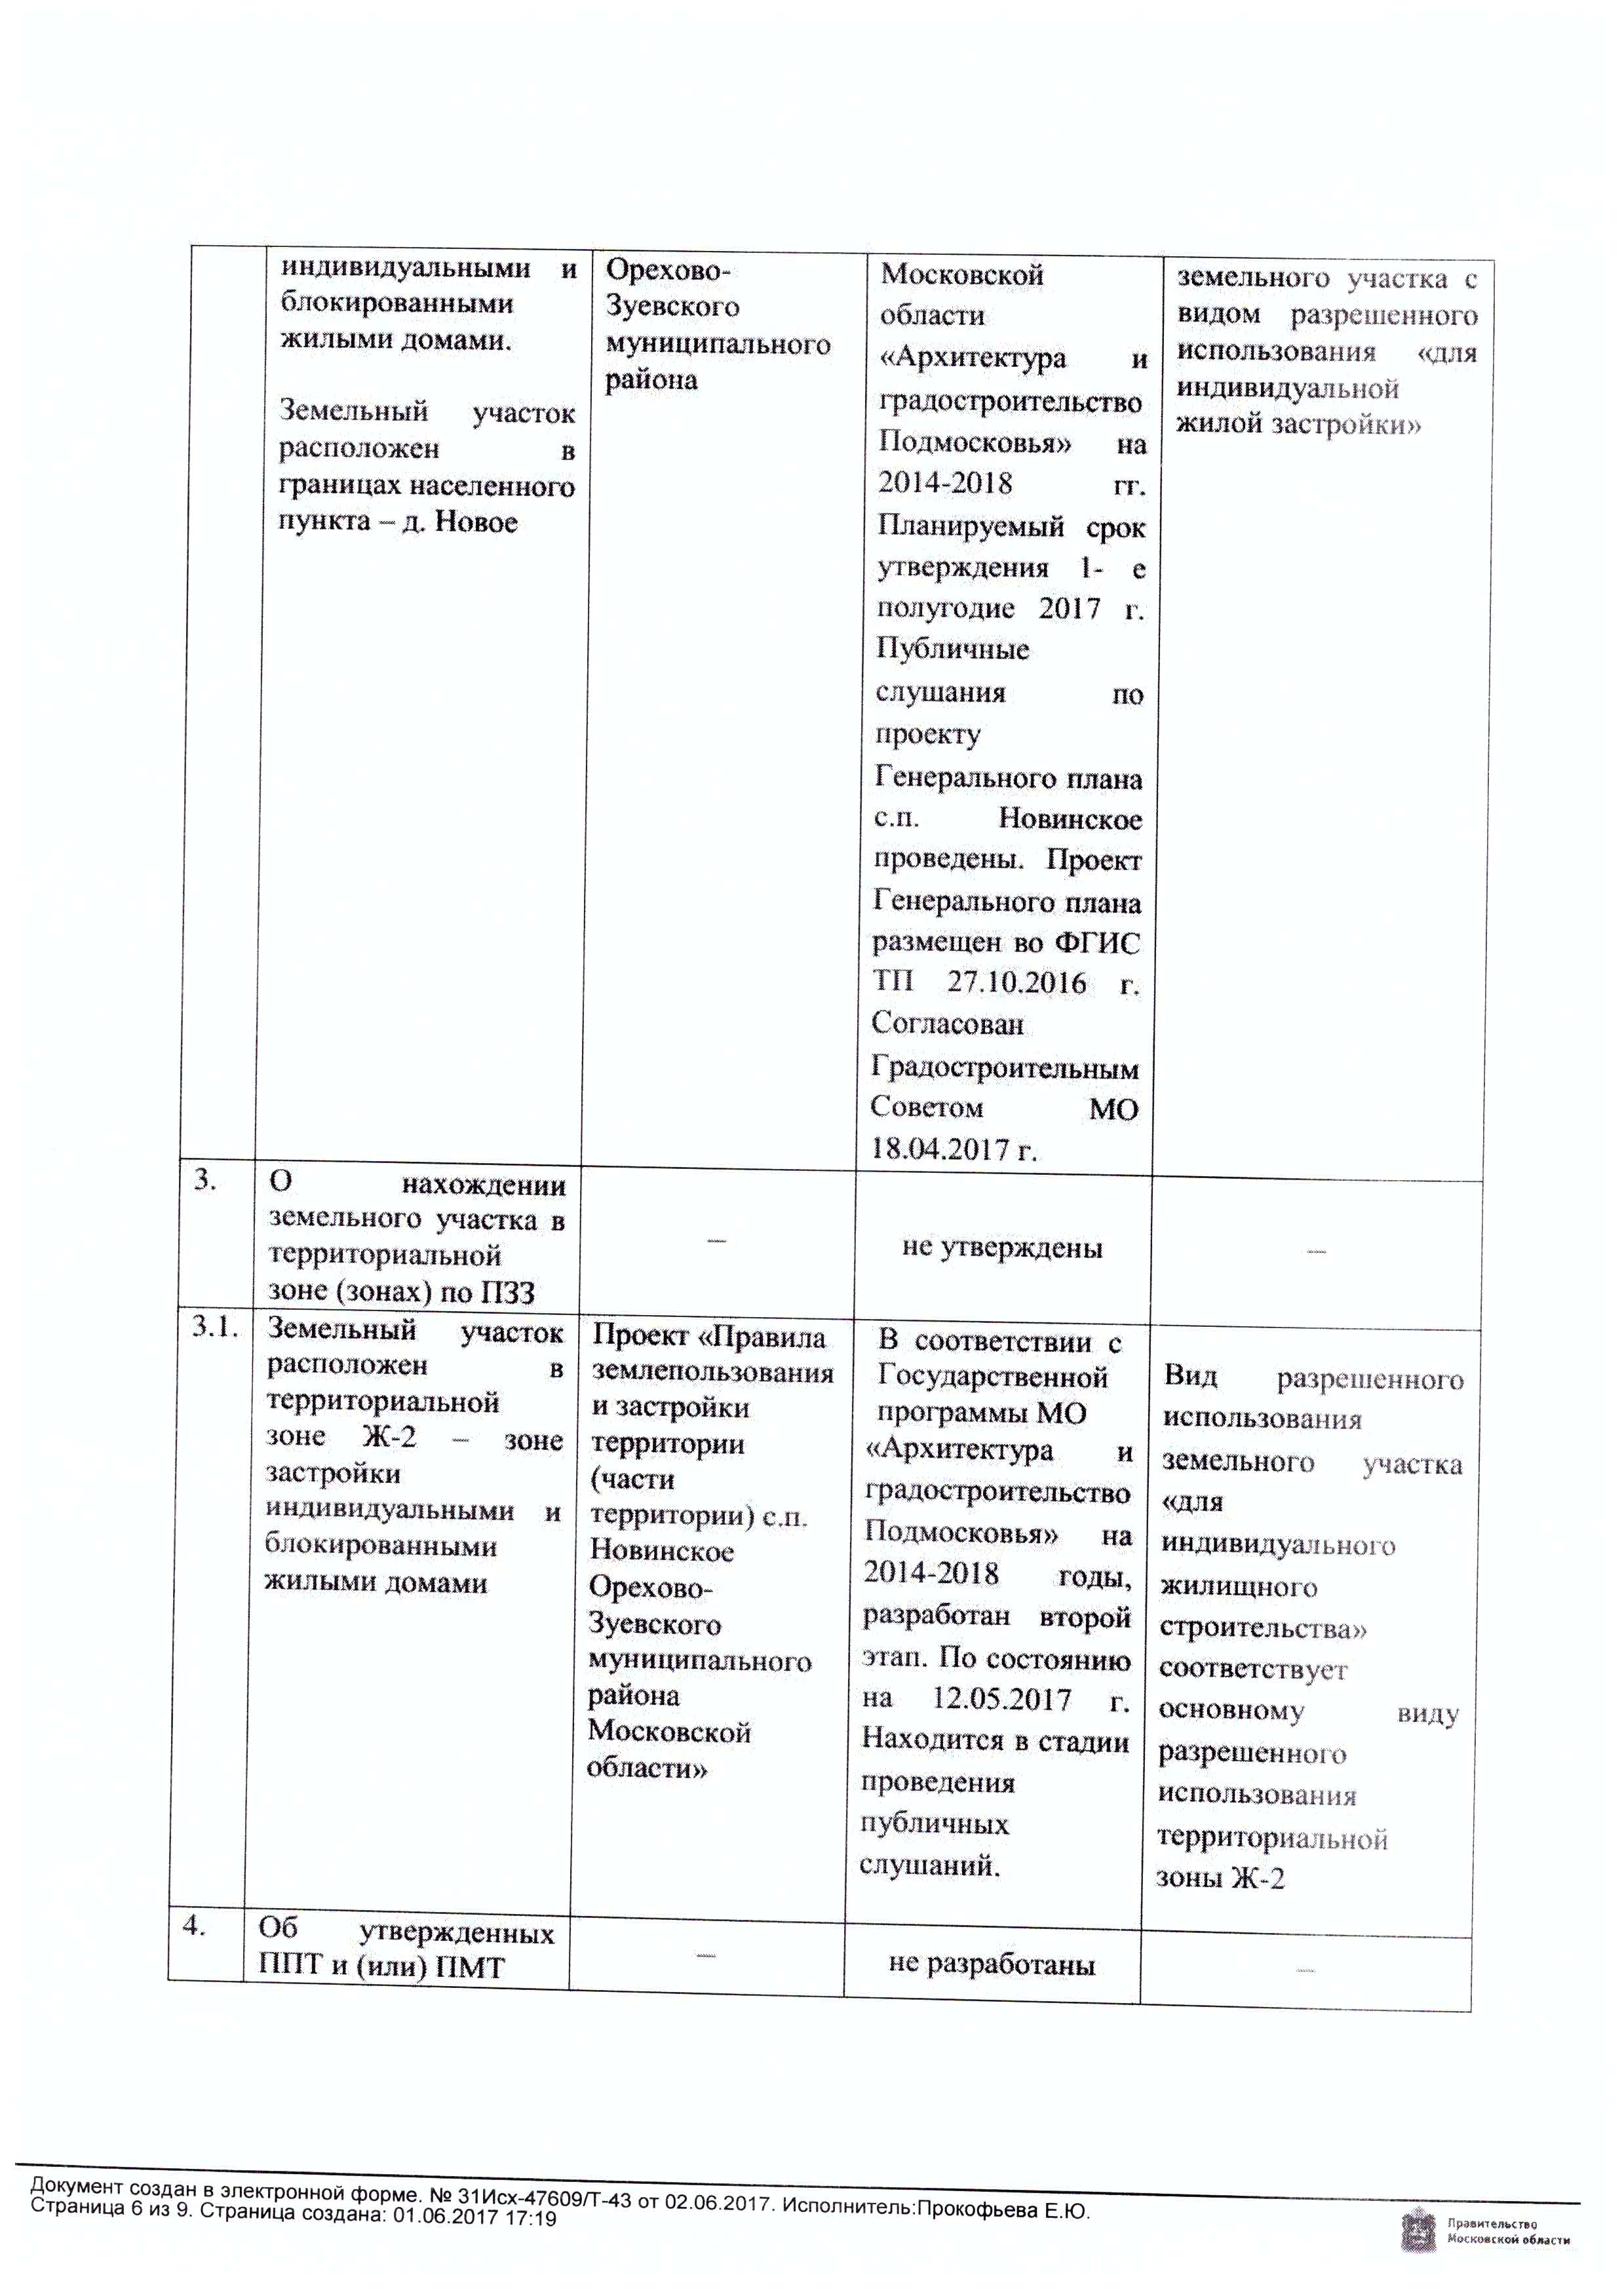 индивидуальными и
блокированными
жилыми домами.
Земельный участок
расположен в
границах населенного
пункта – д. Новое
Орехово-
Зуевского
муниципального
района
Московской
области
«Архитектура и
градостроительство
Подмосковья» на
2014-2018 гг.
Планируемый срок
утверждения 1- е
полугодие 2017 г.
Публичные
слушания по
проекту
Генерального плана
с.п. Новинское
проведены. Проект
Генерального плана
размещен во ФГИС
ТП 27.10.2016 г.
Согласован
Градостроительным
Советом МО
18.04.2017 г.
земельного участка с
видом разрешенного
использования «для
индивидуальной
жилой застройки»
3.
О нахождении
земельного участка в
территориальной
зоне (зонах) по ПЗЗ
–
не утверждены
–
3.1.
Земельный участок
расположен в
территориальной
зоне Ж-2 – зоне
застройки
индивидуальными и
блокированными
жилыми домами
Проект «Правила
землепользования
и застройки
территории
(части
территории) с.п.
Новинское
Орехово-
Зуевского
муниципального
района
Московской
области»
В соответствии с
Государственной
программы МО
«Архитектура и
градостроительство
Подмосковья» на
2014-2018 годы,
разработан второй
этап. По состоянию
на 12.05.2017 г.
Находится в стадии
проведения
публичных
слушаний.
Вид разрешенного
использования
земельного участка
«для
индивидуального
жилищного
строительства»
соответствует
основному виду
разрешенного
использования
территориальной
зоны Ж-2
4.
Об утвержденных
ППТ и (или) ПМТ
–
не разработаны
–
Документ создан в электронной форме. № 31Исх-47609/Т-43 от 02.06.2017. Исполнитель:Прокофьева Е.Ю.
Страница 6 из 9. Страница создана: 01.06.2017 17:19
Правительство
Московской области